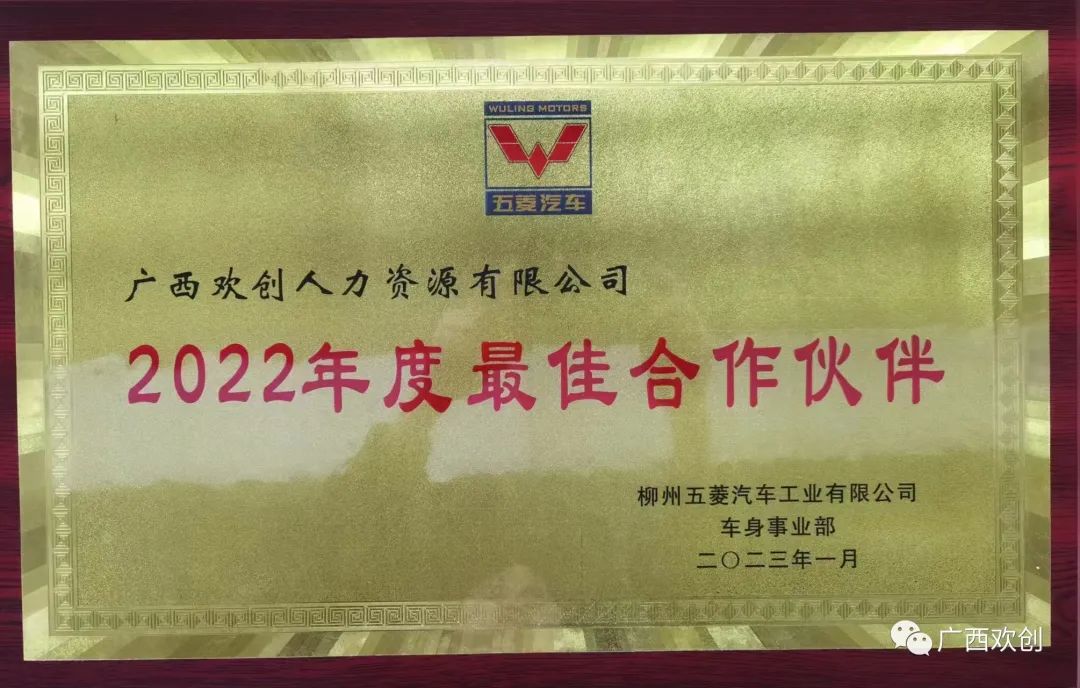 WULING MOTORS
五菱汽车
广西欢创人力资源有限公司
2022年度最佳合作伙伴
柳州五菱汽车工业有限公司
车身事业部
二〇二三年一月
广西欢创